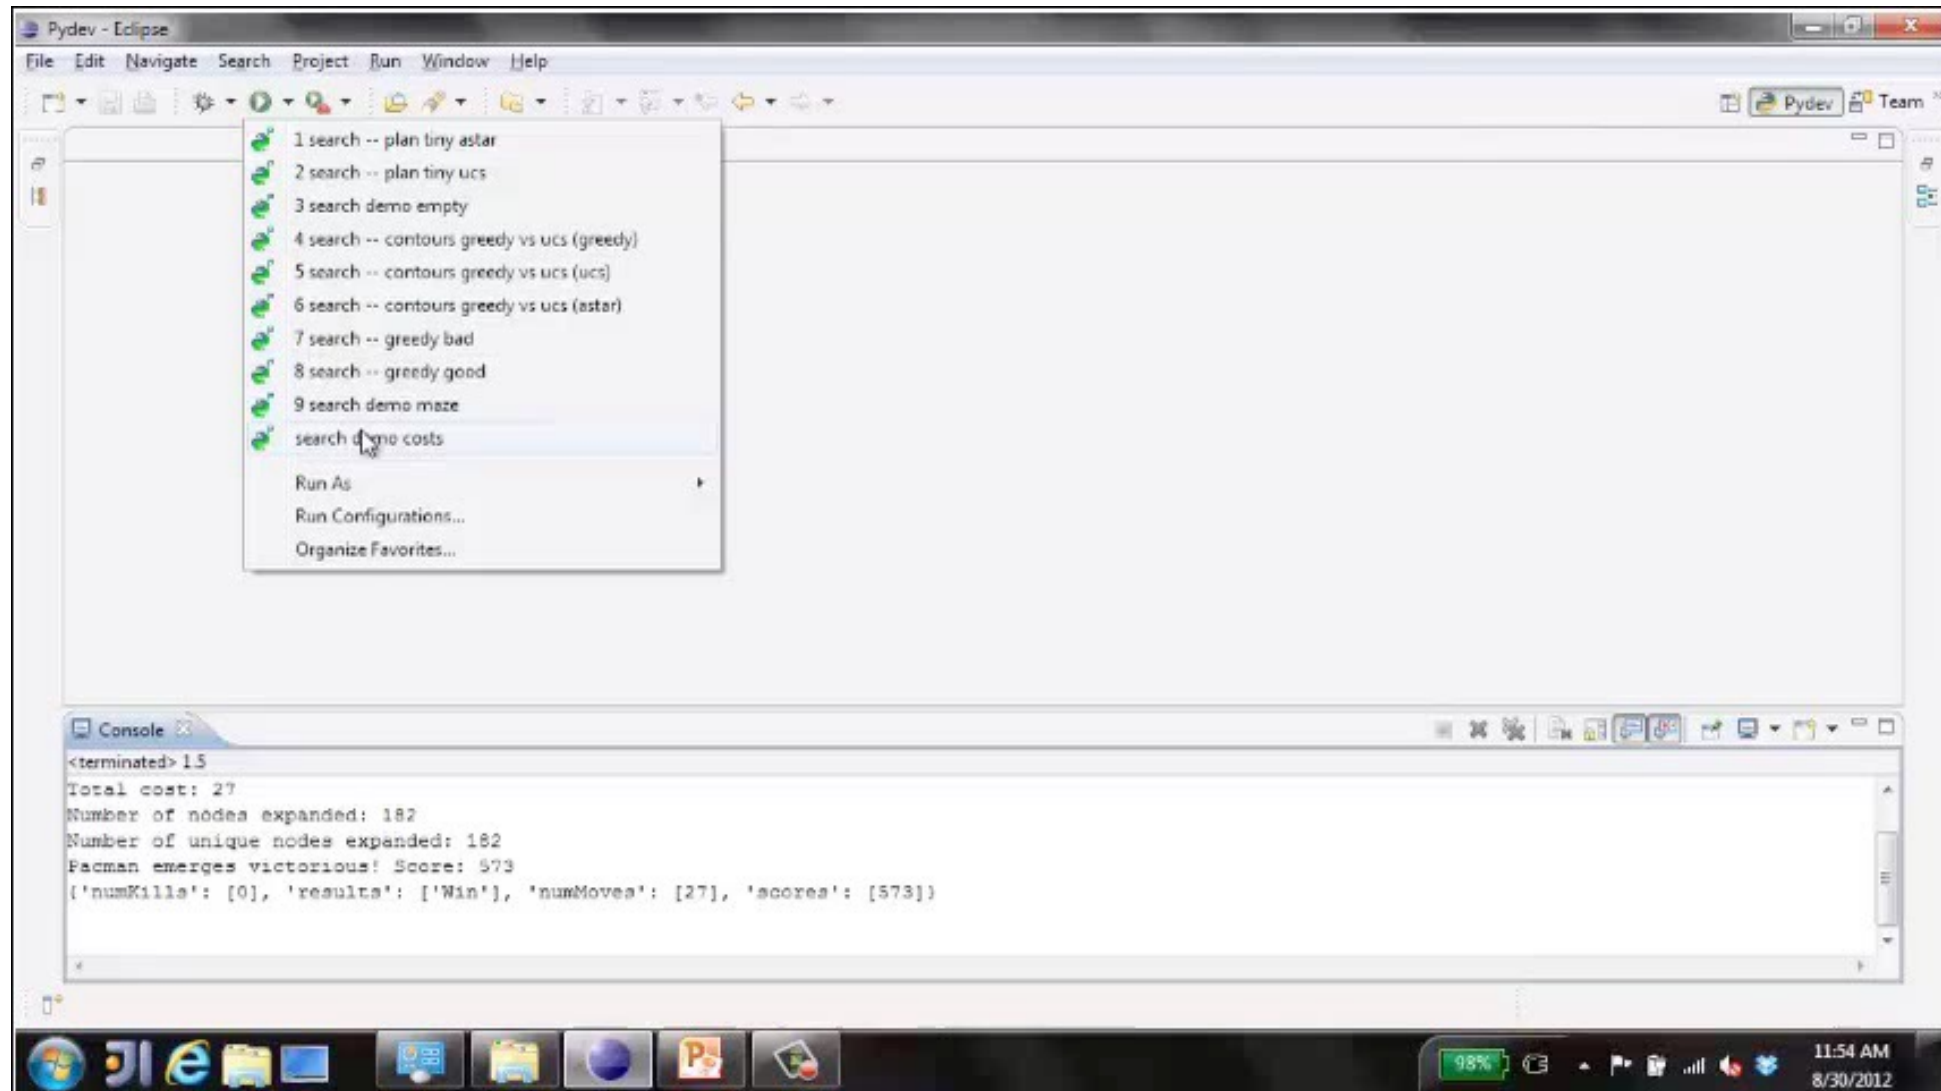 Pydev - Eclipse
File Edit Navigate Search Project Run Window Help
Pydev Team
1 search -- plan tiny astar
2 search -- plan tiny ucs
3 search demo empty
4 search -- contours greedy vs ucs (greedy)
5 search -- contours greedy vs ucs (ucs)
6 search -- contours greedy vs ucs (astar)
7 search -- greedy bad
8 search -- greedy good
9 search demo maze
search demo costs
Run As
Run Configurations...
Organize Favorites...
Console
<terminated> 1.5
Total cost: 27
Number of nodes expanded: 182
Number of unique nodes expanded: 182
Pacman emerges victorious! Score: 573
{'numKills': [0], 'results': ['Win'], 'numMoves': [27], 'scores': [573]}
98%
11:54 AM
8/30/2012